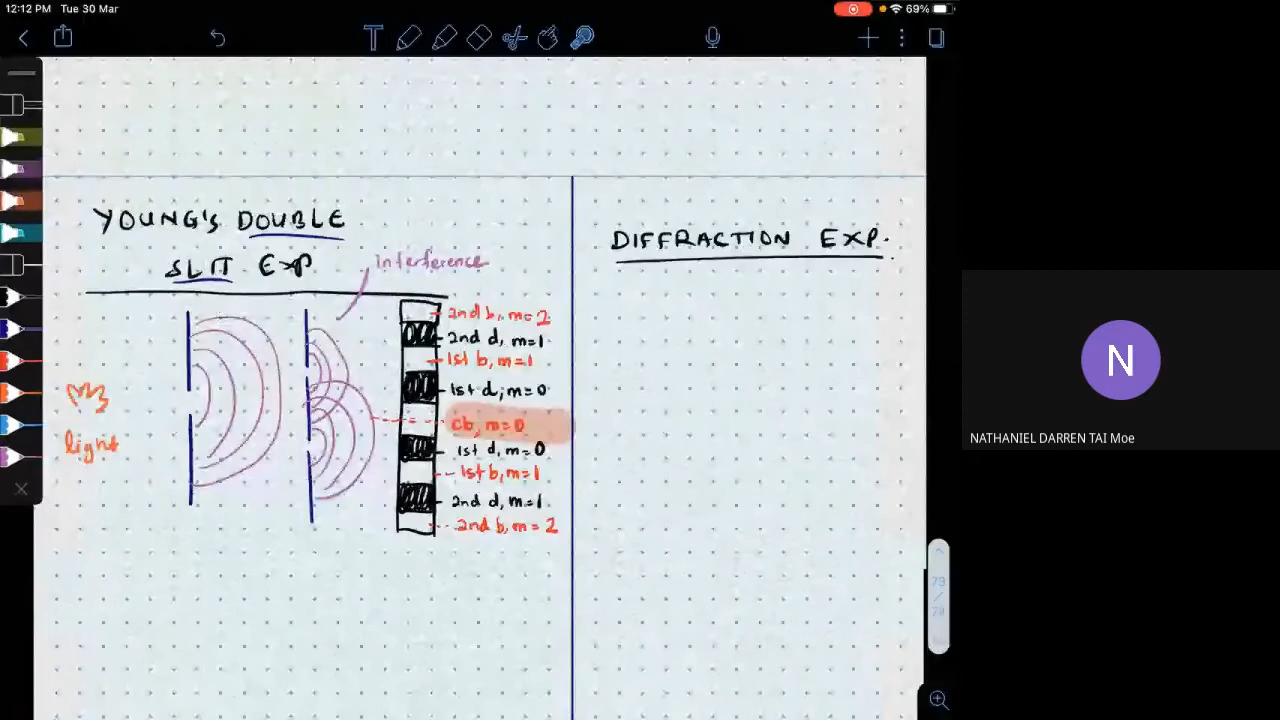 12:12 PM Tue 30 Mar
69%
T
YOUNG'S DOUBLE
SLIT EXP
interference
light
2nd b, m=2
2nd d, m=1
1st b, m=1
1st d, m=0
cb, m=0
1st d, m=0
1st b, m=1
2nd d, m=1
2nd b, m=2
DIFFRACTION EXP.
N
NATHANIEL DARREN TAI Moe